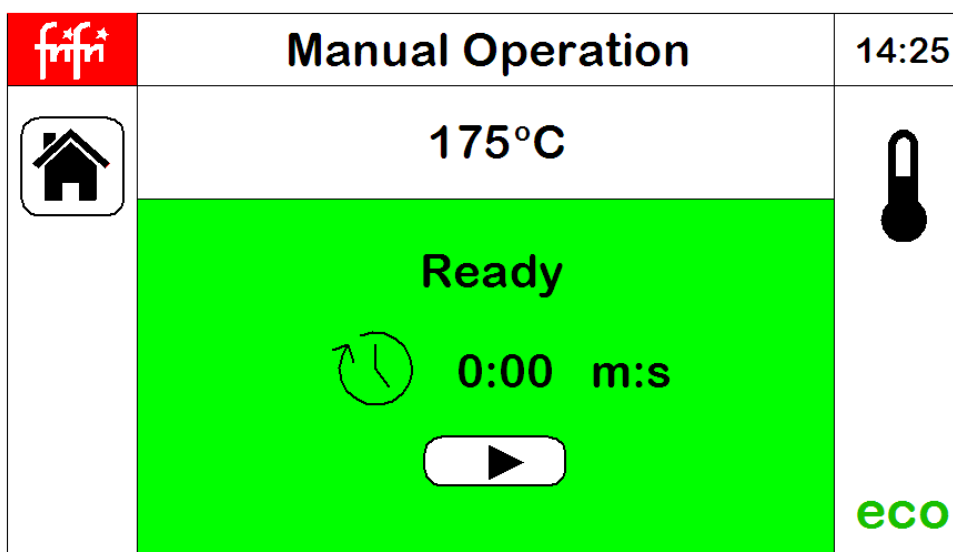 frifri
Manual Operation
14:25
175°C
Ready
0:00 m:s
eco